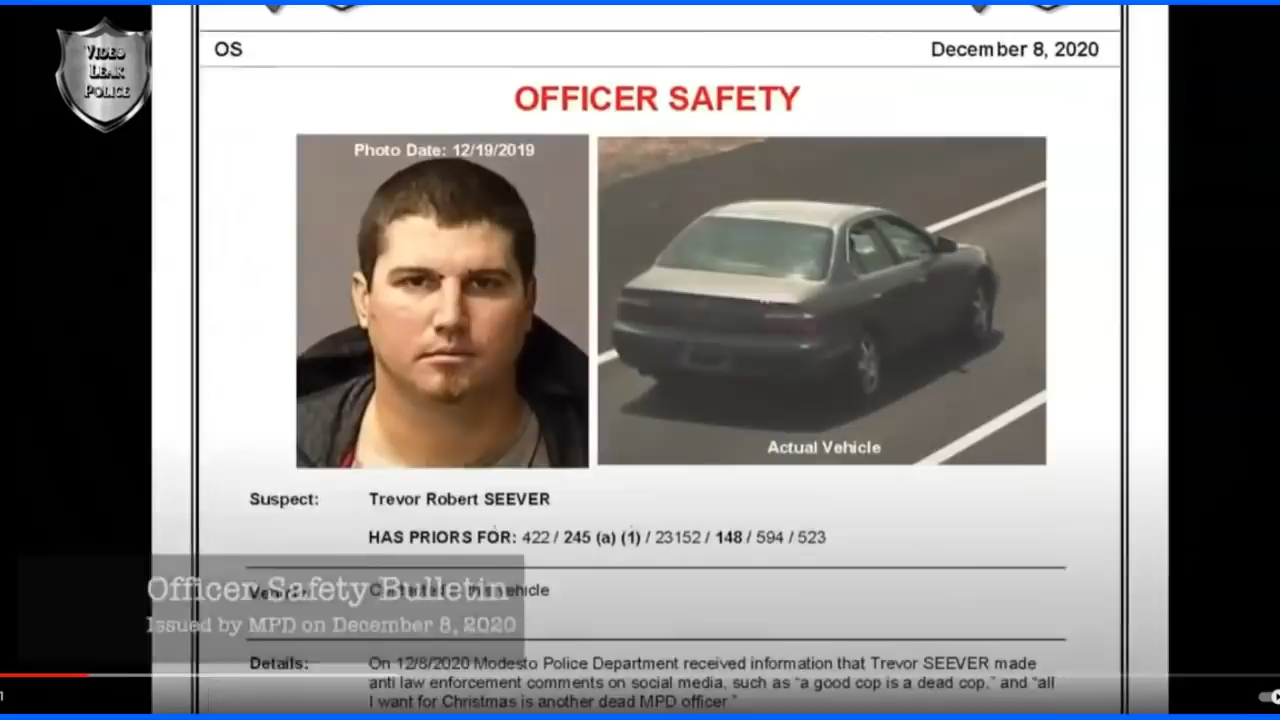 VIDEO
LEAK
POLICE
OS
December 8, 2020
OFFICER SAFETY
Photo Date: 12/19/2019
Actual Vehicle
Suspect: Trevor Robert SEEVER
HAS PRIORS FOR: 422 / 245 (a) (1) / 23152 / 148 / 594 / 523
vehicle
Officer Safety Bulletin
Issued by MPD on December 8, 2020
Details: On 12/8/2020 Modesto Police Department received information that Trevor SEEVER made
anti law enforcement comments on social media, such as "a good cop is a dead cop," and "all
I want for Christmas is another dead MPD officer "